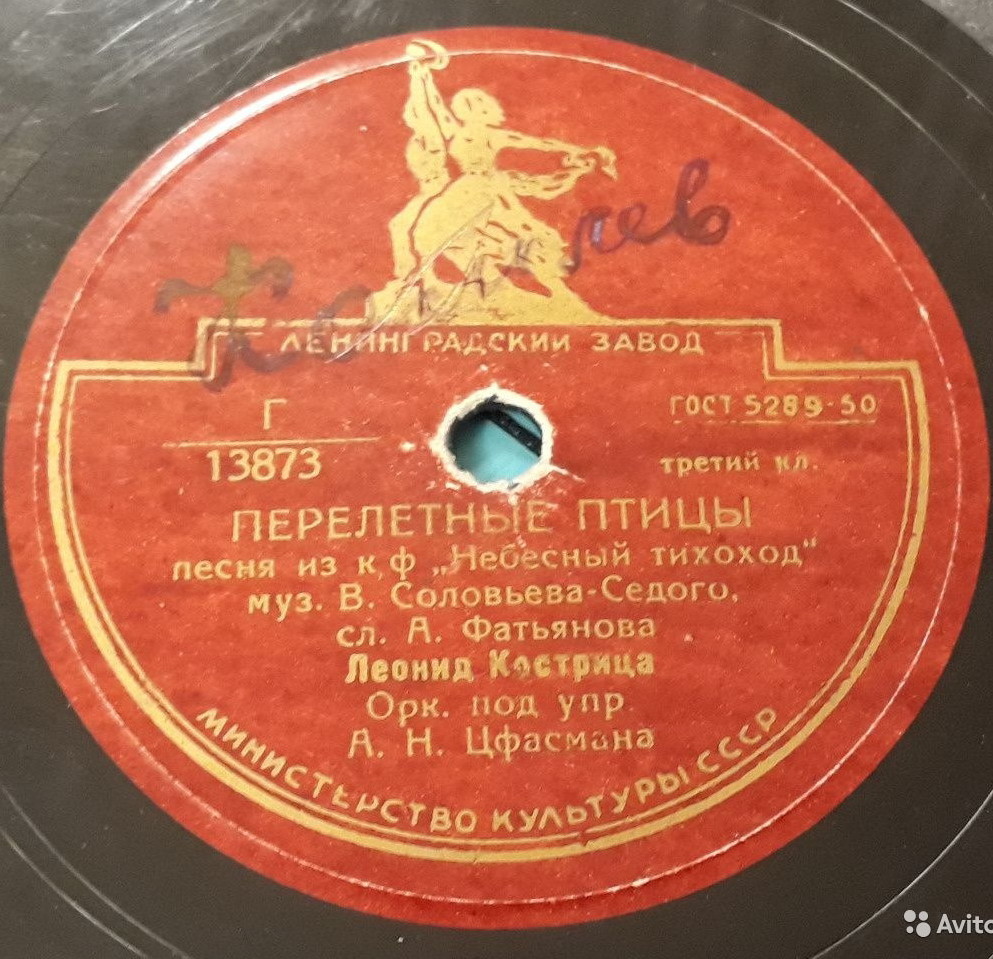 ЛЕНИНГРАДСКИЙ ЗАВОД
Г
13873
ГОСТ 5289-50
третий кл.
ПЕРЕЛЕТНЫЕ ПТИЦЫ
песня из к,ф „Небесный тихоход"
муз. В. Соловьева-Седого,
сл. А. Фатьянова
Леонид Кострица
Орк. под упр.
А. Н. Цфасмана
МИНИСТЕРСТВО КУЛЬТУРЫ СССР
Avito